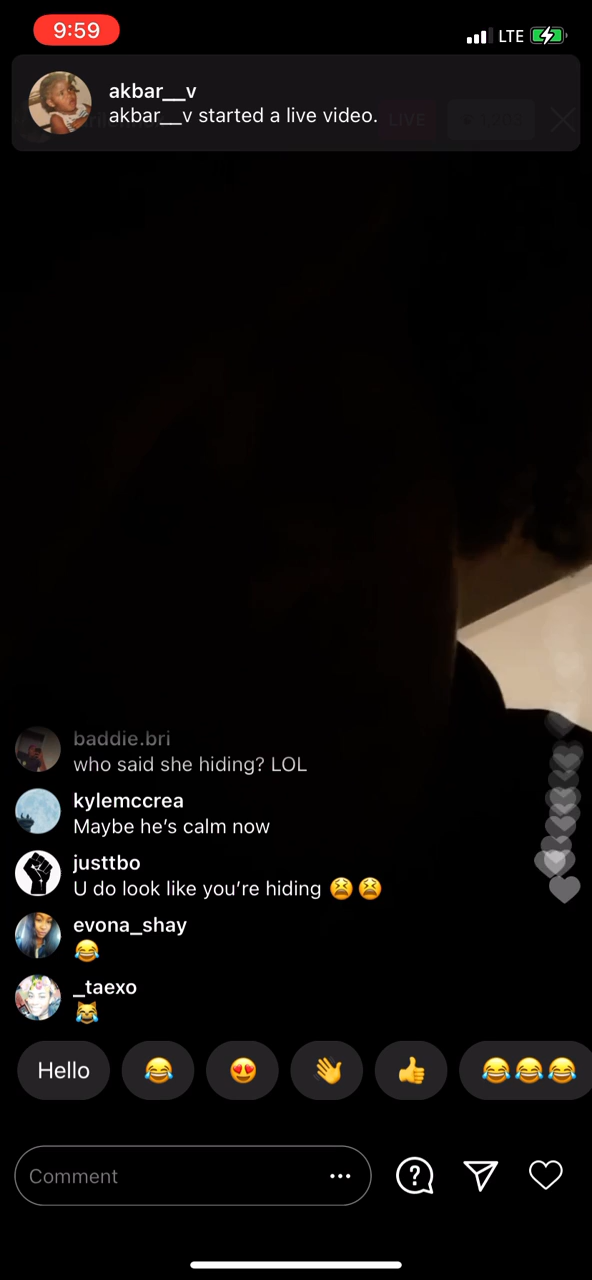 9:59
LTE
akbar__v
akbar__v started a live video.
LIVE
baddie.bri
who said she hiding? LOL
kylemccrea
Maybe he’s calm now
justtbo
U do look like you’re hiding 😫 😫
evona_shay
😂
_taexo
😹
Hello 😂 😍 👋 👍 😂😂😂
Comment